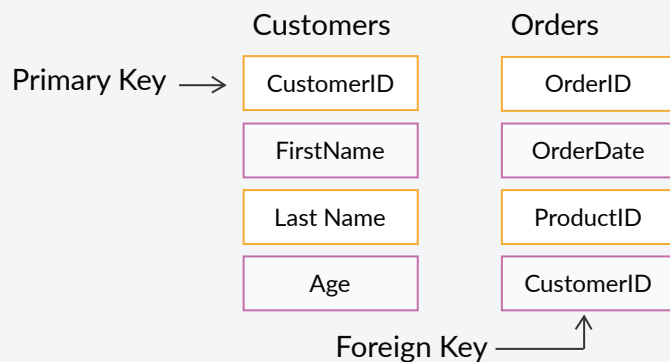 Customers
Orders
Primary Key
CustomerID
OrderID
FirstName
OrderDate
Last Name
ProductID
Age
CustomerID
Foreign Key